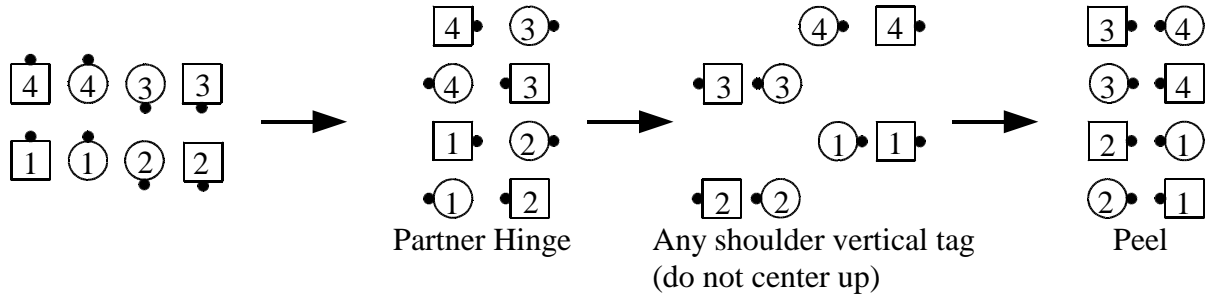 4 3 4 4 3 4
4 4 3 3 4 3 3 3 3 4
1 2 1 1 2 1
1 1 2 2 1 2 2 2 2 1
Partner Hinge Any shoulder vertical tag Peel
(do not center up)